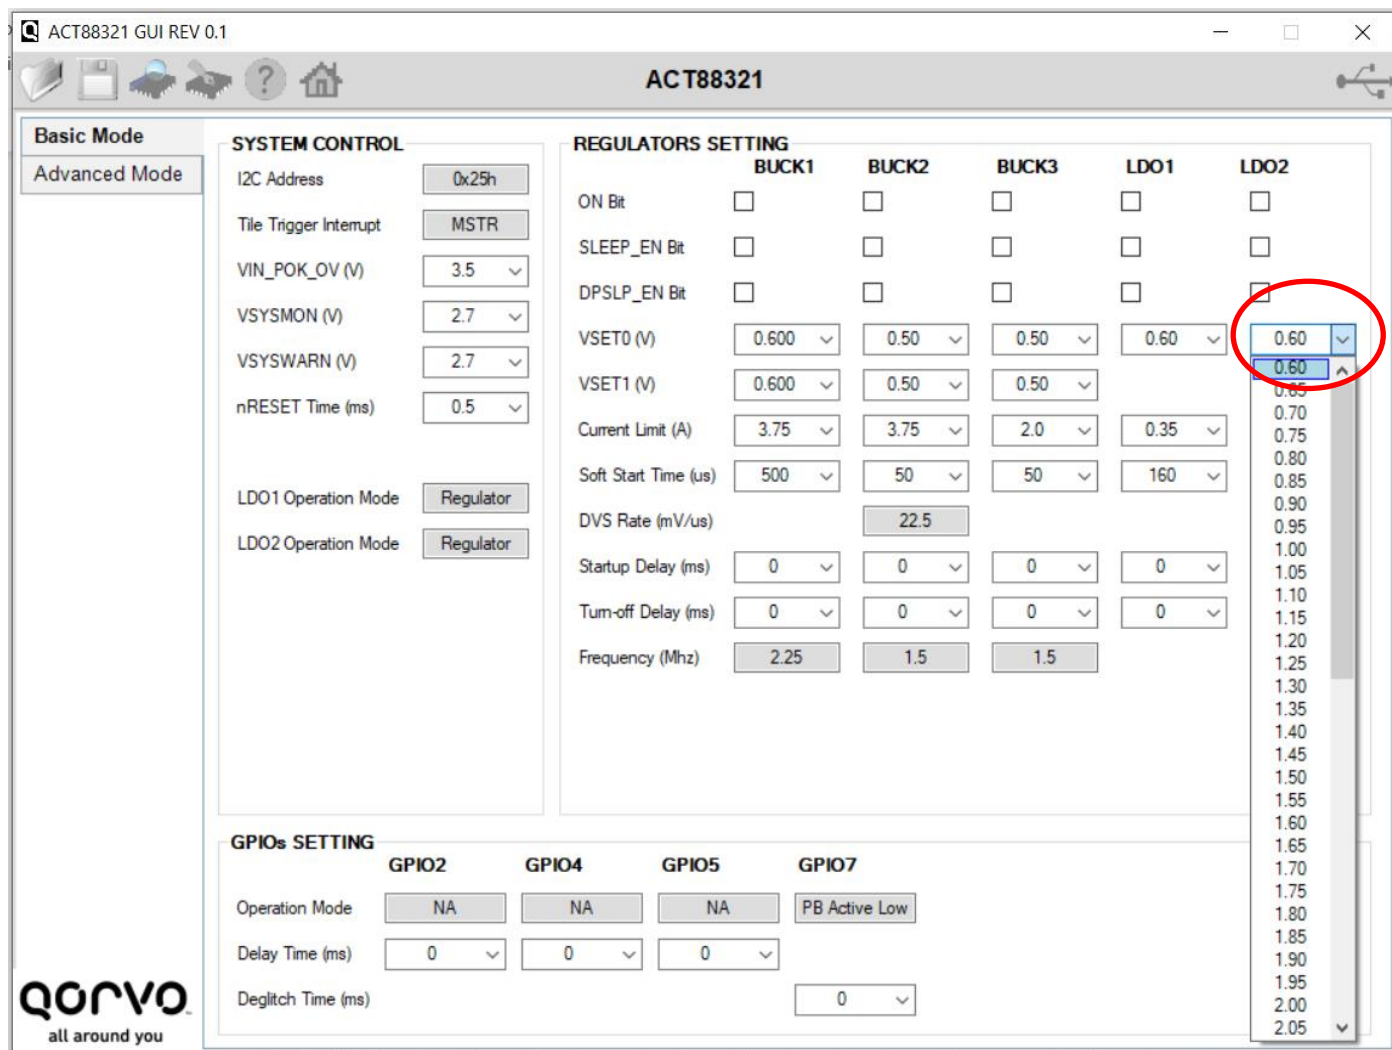 ACT88321 GUI REV 0.1
ACT88321
Basic Mode
Advanced Mode
SYSTEM CONTROL
I2C Address 0x25h
Tile Trigger Interrupt MSTR
VIN_POK_OV (V) 3.5
VSYSMON (V) 2.7
VSYSWARN (V) 2.7
nRESET Time (ms) 0.5
LDO1 Operation Mode Regulator
LDO2 Operation Mode Regulator
REGULATORS SETTING
BUCK1 BUCK2 BUCK3 LDO1 LDO2
ON Bit
SLEEP_EN Bit
DPSLP_EN Bit
VSET0 (V) 0.600 0.50 0.50 0.60 0.60
VSET1 (V) 0.600 0.50 0.50
Current Limit (A) 3.75 3.75 2.0 0.35
Soft Start Time (us) 500 50 50 160
DVS Rate (mV/us) 22.5
Startup Delay (ms) 0 0 0 0
Turn-off Delay (ms) 0 0 0 0
Frequency (Mhz) 2.25 1.5 1.5
0.60
0.65
0.70
0.75
0.80
0.85
0.90
0.95
1.00
1.05
1.10
1.15
1.20
1.25
1.30
1.35
1.40
1.45
1.50
1.55
1.60
1.65
1.70
1.75
1.80
1.85
1.90
1.95
2.00
2.05
GPIOs SETTING
GPIO2 GPIO4 GPIO5 GPIO7
Operation Mode NA NA NA PB Active Low
Delay Time (ms) 0 0 0
Deglitch Time (ms) 0
QORVO
all around you